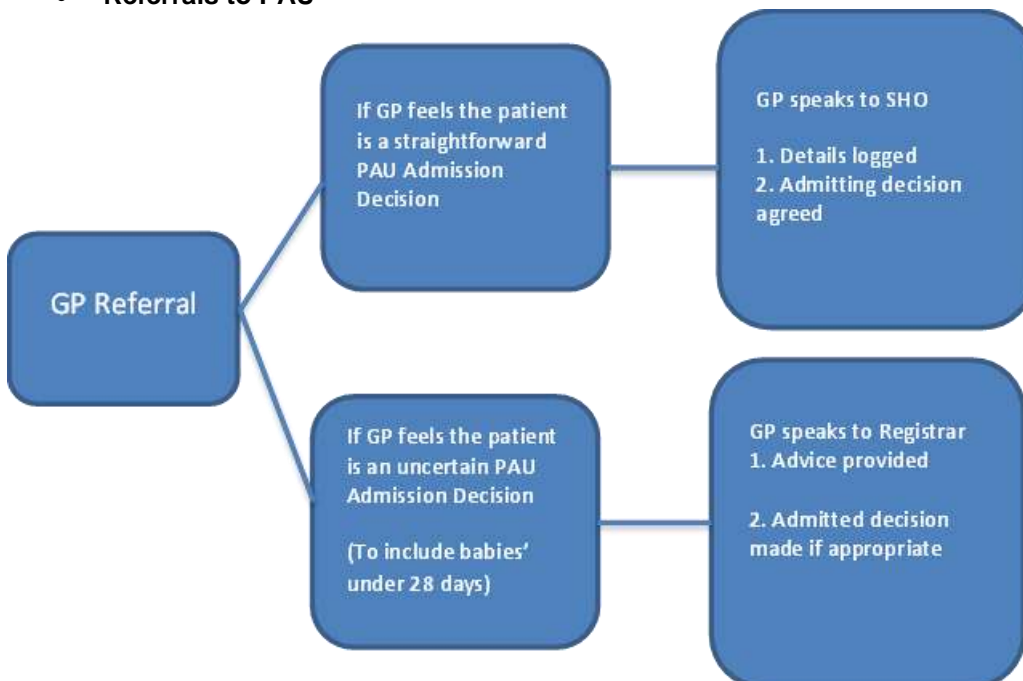 • Referrals to PAU
If GP feels the patient
is a straightforward
PAU Admission
Decision
GP speaks to SHO
1. Details logged
2. Admitting decision
agreed
GP Referral
If GP feels the patient
is an uncertain PAU
Admission Decision
(To include babies’
under 28 days)
GP speaks to Registrar
1. Advice provided
2. Admitted decision
made if appropriate